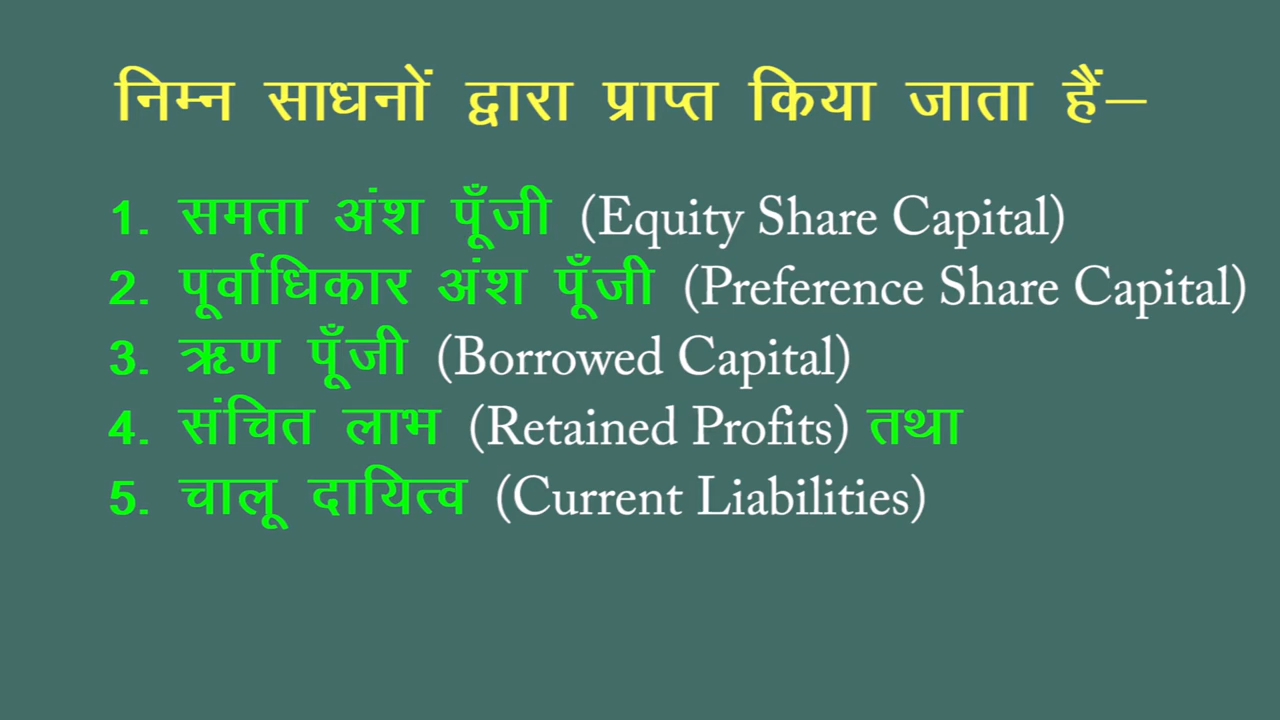 निम्न साधनों द्वारा प्राप्त किया जाता हैं–
1. समता अंश पूँजी (Equity Share Capital)
2. पूर्वाधिकार अंश पूँजी (Preference Share Capital)
3. ऋण पूँजी (Borrowed Capital)
4. संचित लाभ (Retained Profits) तथा
5. चालू दायित्व (Current Liabilities)